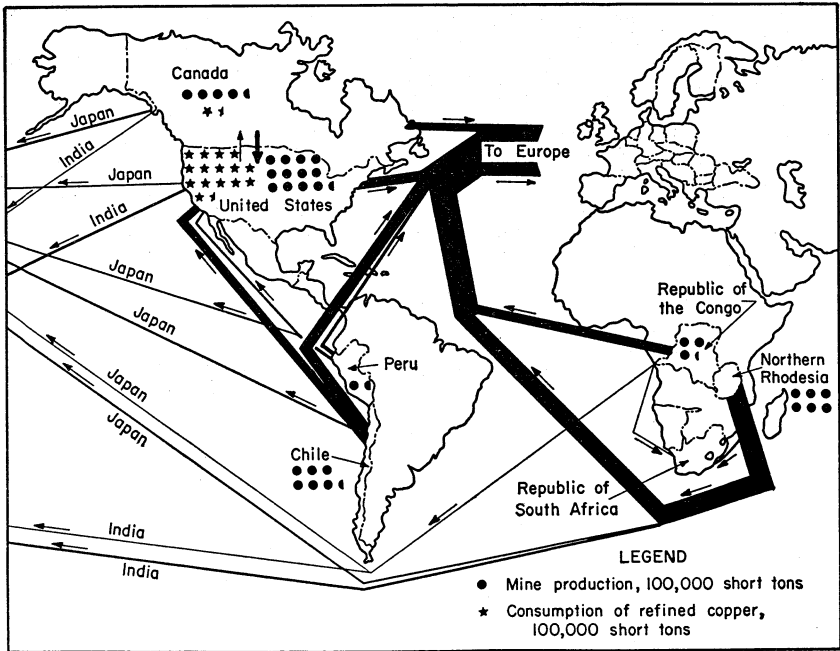 Canada
Japan
India
Japan
India
United States
To Europe
Japan
Japan
Japan
Japan
Republic of
the Congo
Northern
Rhodesia
Peru
Chile
Republic of
South Africa
India
India
LEGEND
Mine production, 100,000 short tons
Consumption of refined copper,
100,000 short tons